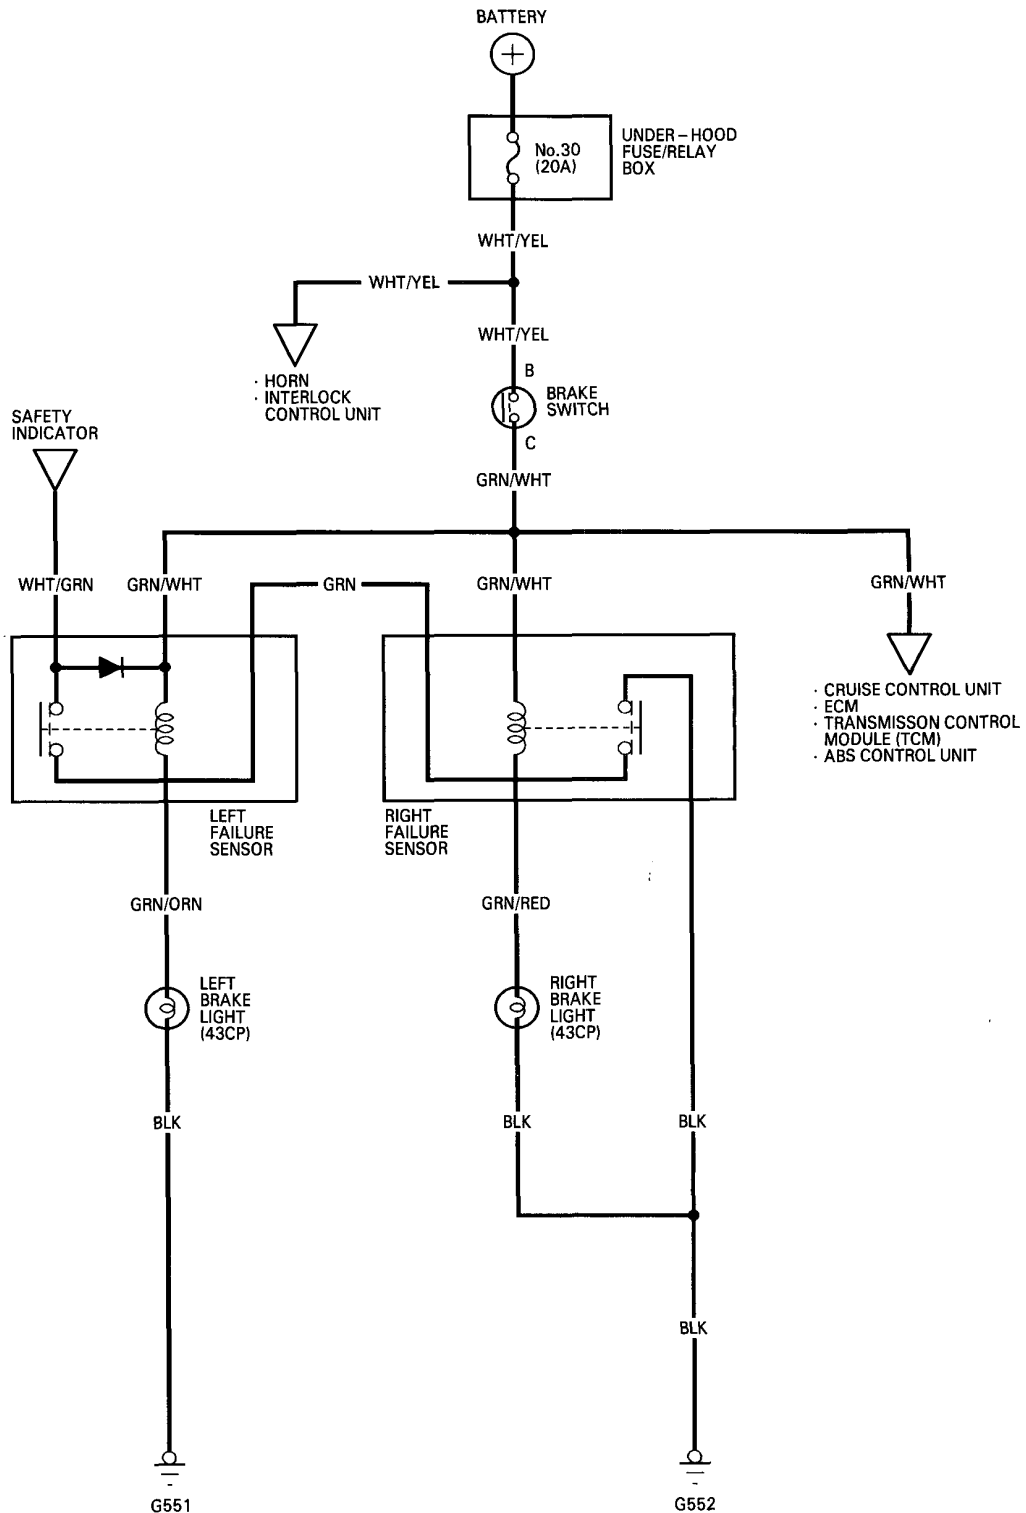 BATTERY
No.30
(20A)
UNDER-HOOD
FUSE/RELAY
BOX
WHT/YEL
WHT/YEL
WHT/YEL
B
BRAKE
SWITCH
C
· HORN
· INTERLOCK
CONTROL UNIT
SAFETY
INDICATOR
GRN/WHT
WHT/GRN
GRN/WHT
GRN
GRN/WHT
GRN/WHT
· CRUISE CONTROL UNIT
· ECM
· TRANSMISSON CONTROL
MODULE (TCM)
· ABS CONTROL UNIT
LEFT
FAILURE
SENSOR
RIGHT
FAILURE
SENSOR
GRN/ORN
GRN/RED
LEFT
BRAKE
LIGHT
(43CP)
RIGHT
BRAKE
LIGHT
(43CP)
BLK
BLK
BLK
BLK
G551
G552